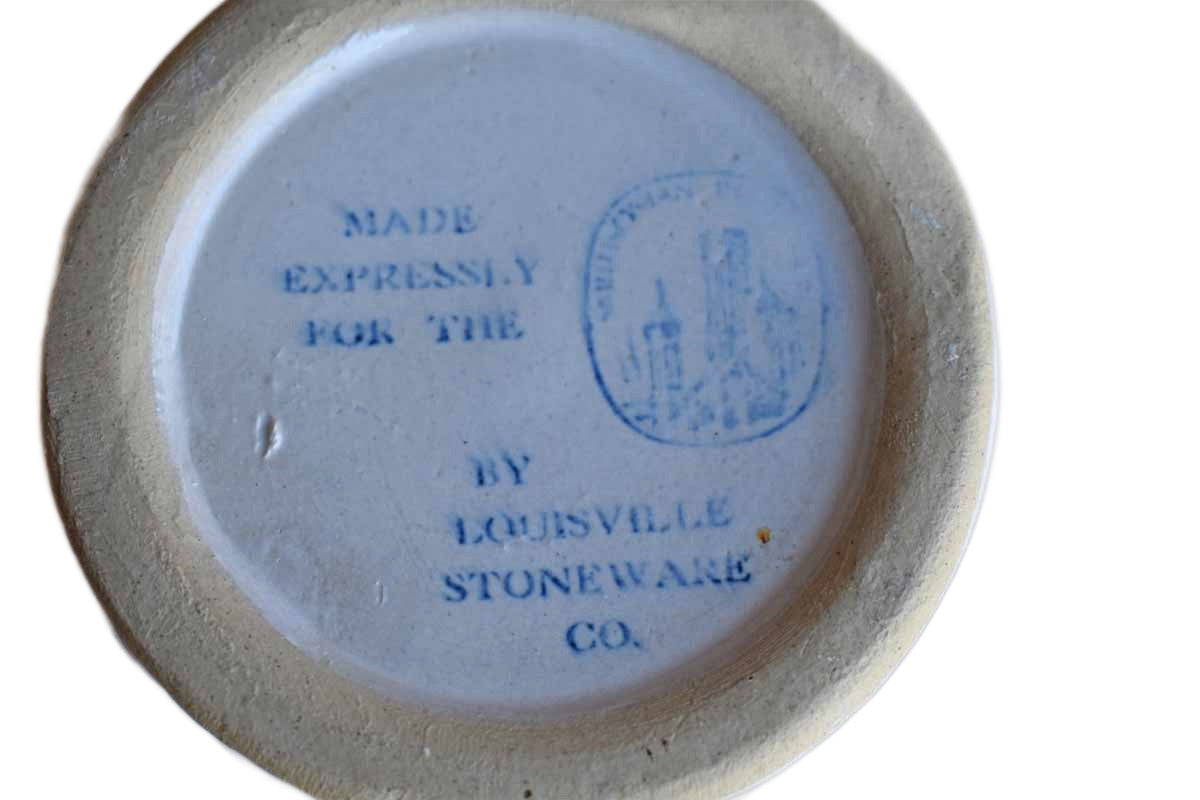 MADE
EXPRESSLY
FOR THE
BY
LOUISVILLE
STONEWARE
CO.